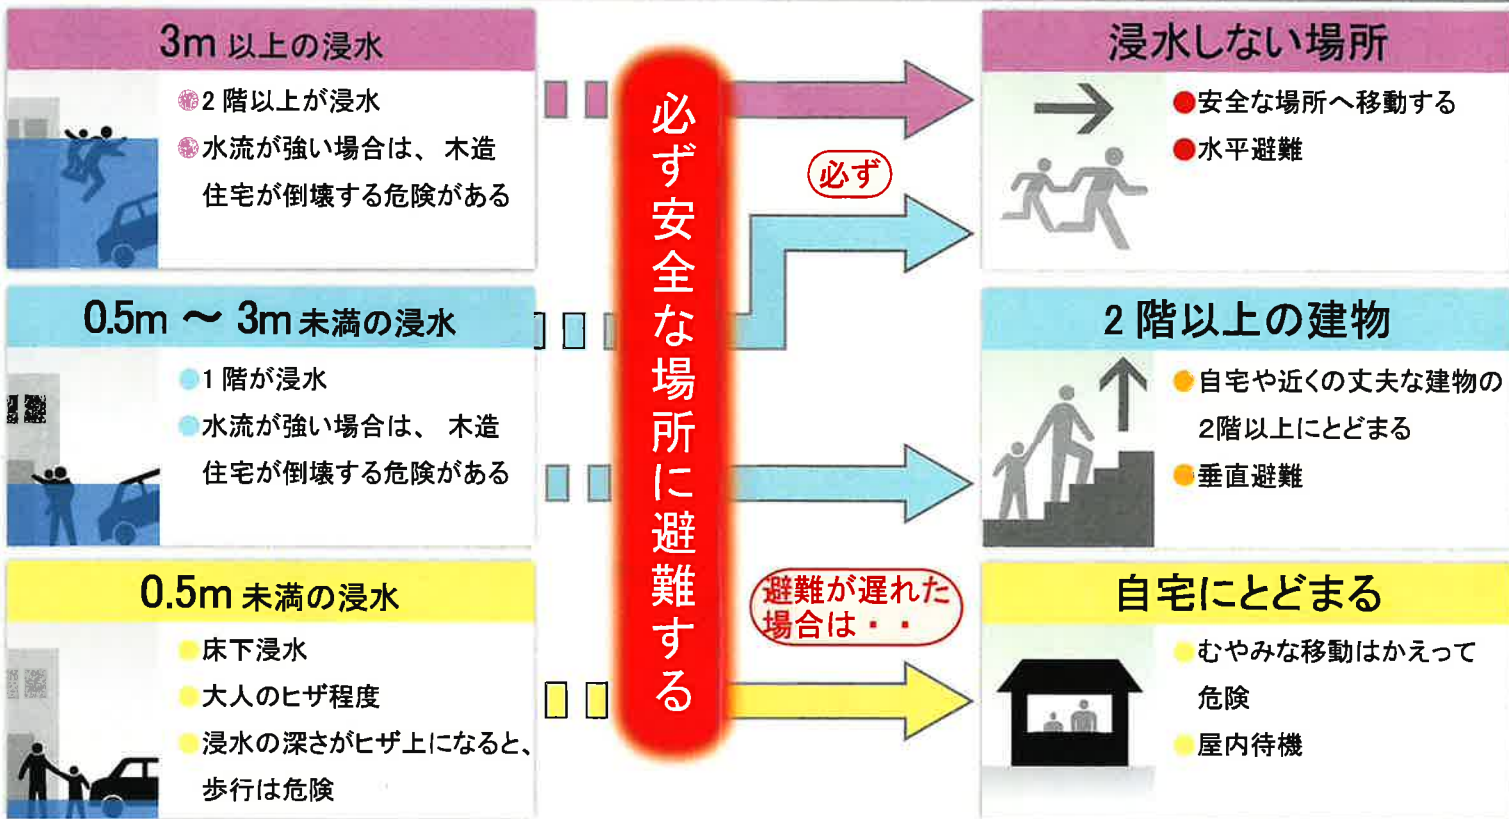 3m 以上の浸水
2 階以上が浸水
水流が強い場合は、 木造
住宅が倒壊する危険がある
0.5m ～ 3m 未満の浸水
1 階が浸水
水流が強い場合は、 木造
住宅が倒壊する危険がある
0.5m 未満の浸水
床下浸水
大人のヒザ程度
浸水の深さがヒザ上になると、
歩行は危険
必ず安全な場所に避難する
必ず
避難が遅れた
場合は・・
浸水しない場所
安全な場所へ移動する
水平避難
2 階以上の建物
自宅や近くの丈夫な建物の
2階以上にとどまる
垂直避難
自宅にとどまる
むやみな移動はかえって
危険
屋内待機